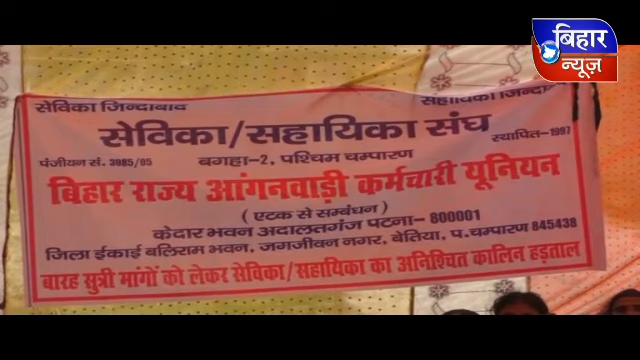 बिहार
न्यूज़
सेविका जिन्दाबाद
सहायिका जिन्दा
सेविका/सहायिका संघ
स्थापित-1997
पंजीयन सं. 3985/05
बगहा-2, पश्चिम चम्पारण
बिहार राज्य आंगनवाड़ी कर्मचारी यूनियन
( एटक से सम्बंधन )
केदार भवन अदालतगंज पटना- 800001
जिला ईकाई बलिराम भवन, जगजीवन नगर, बेतिया, प.चम्पारण 845438
बारह सुत्री मांगों को लेकर सेविका/सहायिका का अनिश्चित कालिन हड़ताल